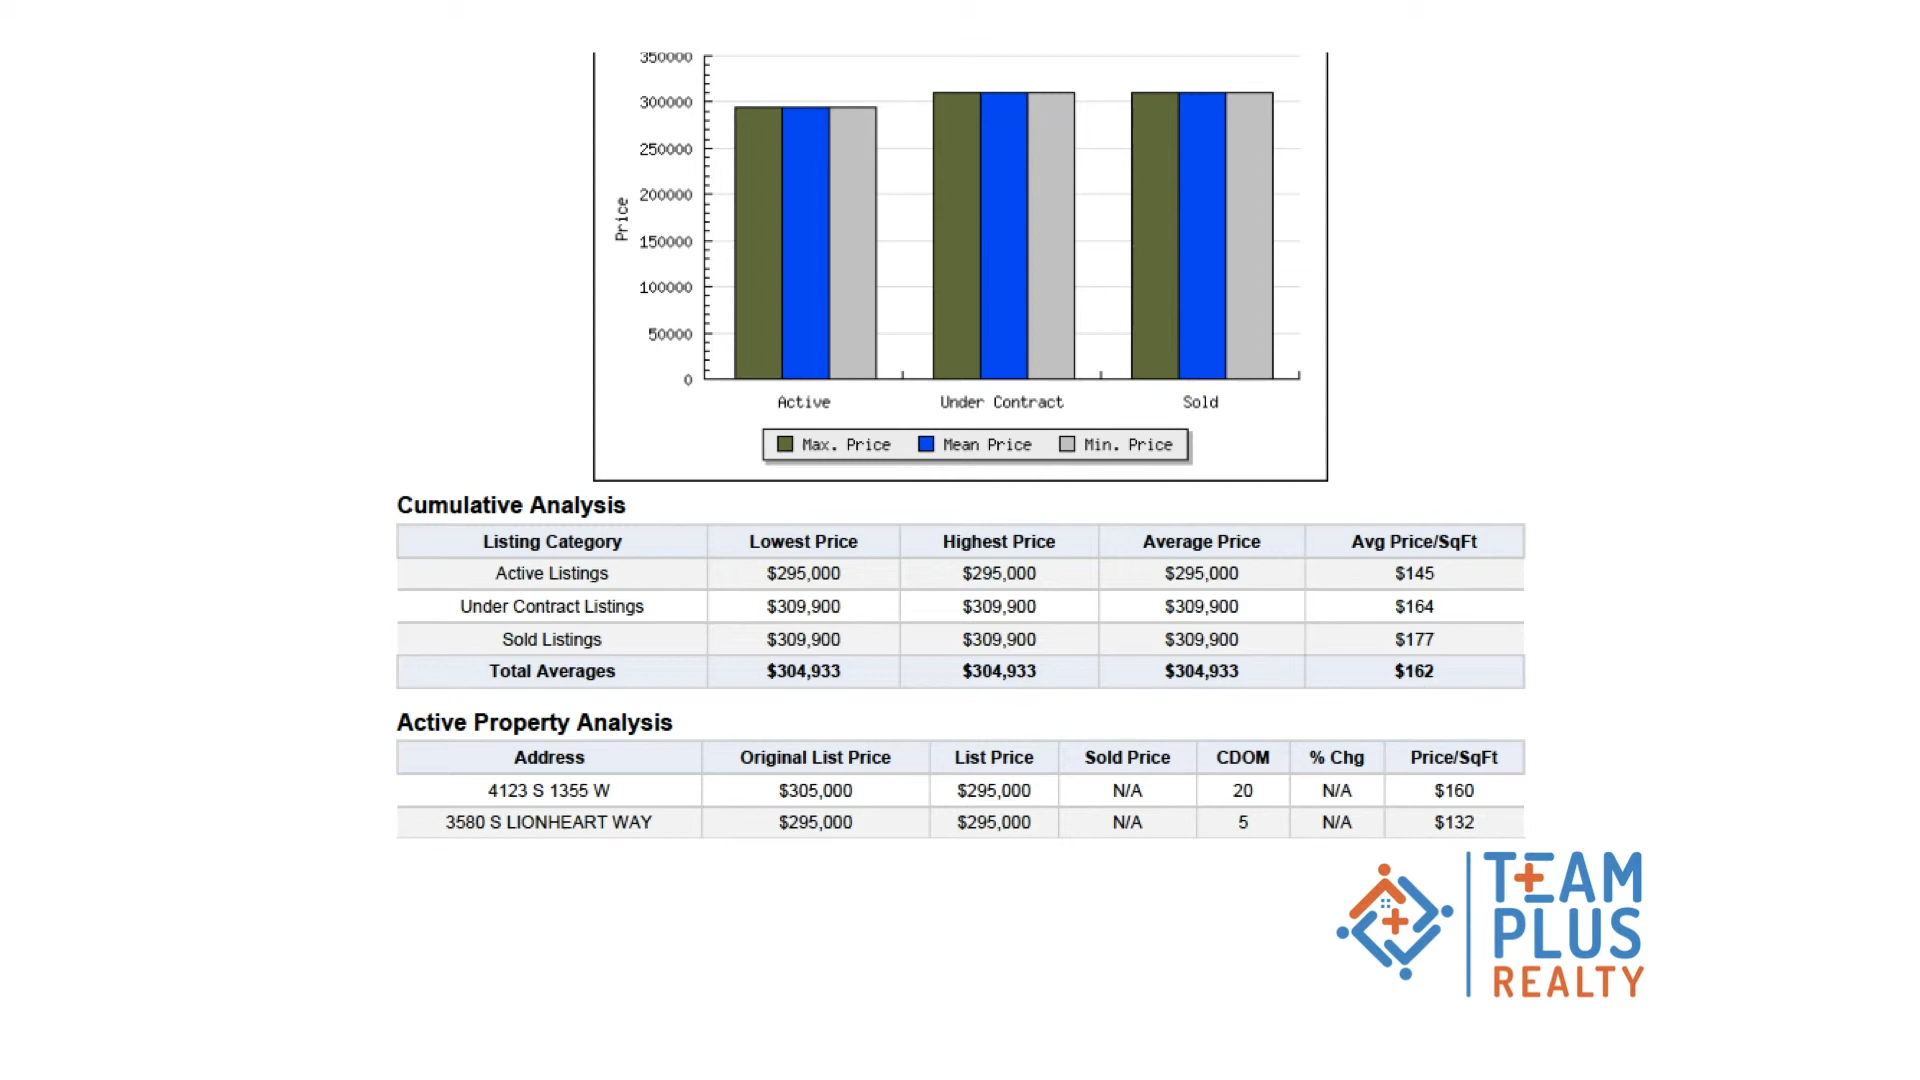 350000
300000
250000
200000
150000
100000
50000
0
Price
Active Under Contract Sold
Max. Price Mean Price Min. Price
Cumulative Analysis
Listing Category Lowest Price Highest Price Average Price Avg Price/SqFt
Active Listings $295,000 $295,000 $295,000 $145
Under Contract Listings $309,900 $309,900 $309,900 $164
Sold Listings $309,900 $309,900 $309,900 $177
Total Averages $304,933 $304,933 $304,933 $162
Active Property Analysis
Address Original List Price List Price Sold Price CDOM % Chg Price/SqFt
4123 S 1355 W $305,000 $295,000 N/A 20 N/A $160
3580 S LIONHEART WAY $295,000 $295,000 N/A 5 N/A $132
TEAM
PLUS
REALTY